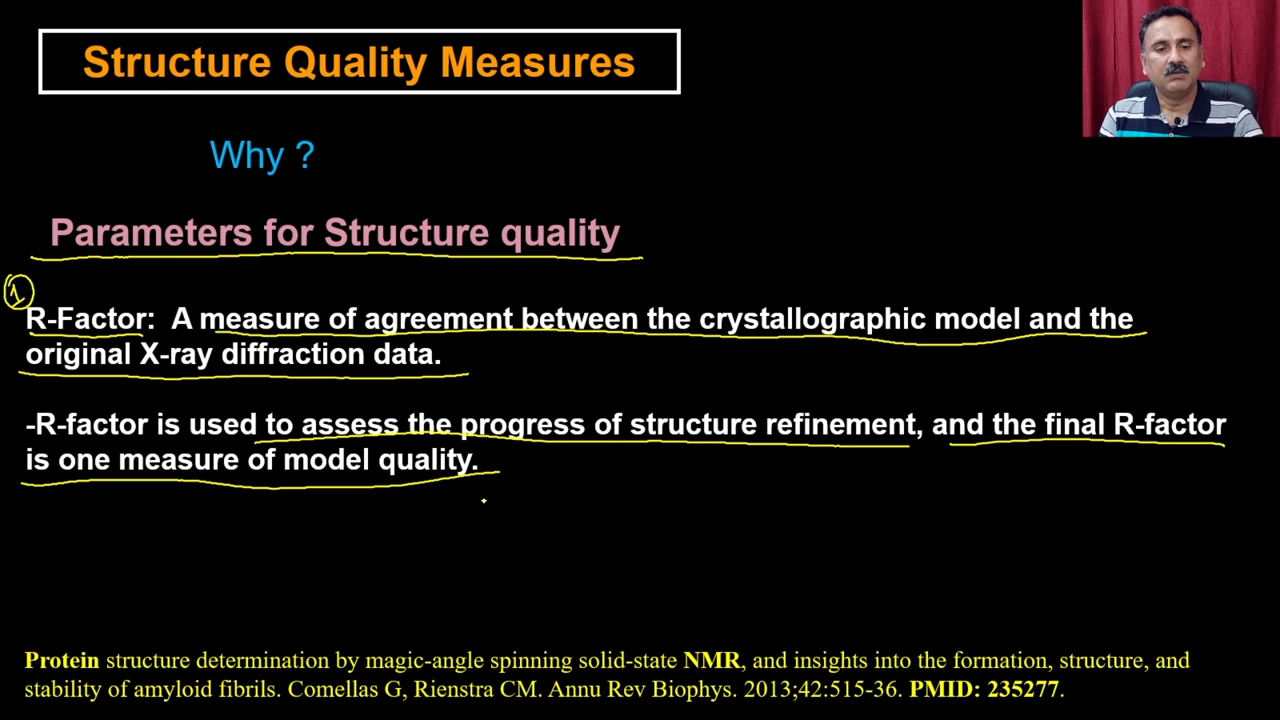 Structure Quality Measures
Why ?
Parameters for Structure quality
1
R-Factor: A measure of agreement between the crystallographic model and the
original X-ray diffraction data.
-R-factor is used to assess the progress of structure refinement, and the final R-factor
is one measure of model quality.
Protein structure determination by magic-angle spinning solid-state NMR, and insights into the formation, structure, and
stability of amyloid fibrils. Comellas G, Rienstra CM. Annu Rev Biophys. 2013;42:515-36. PMID: 235277.